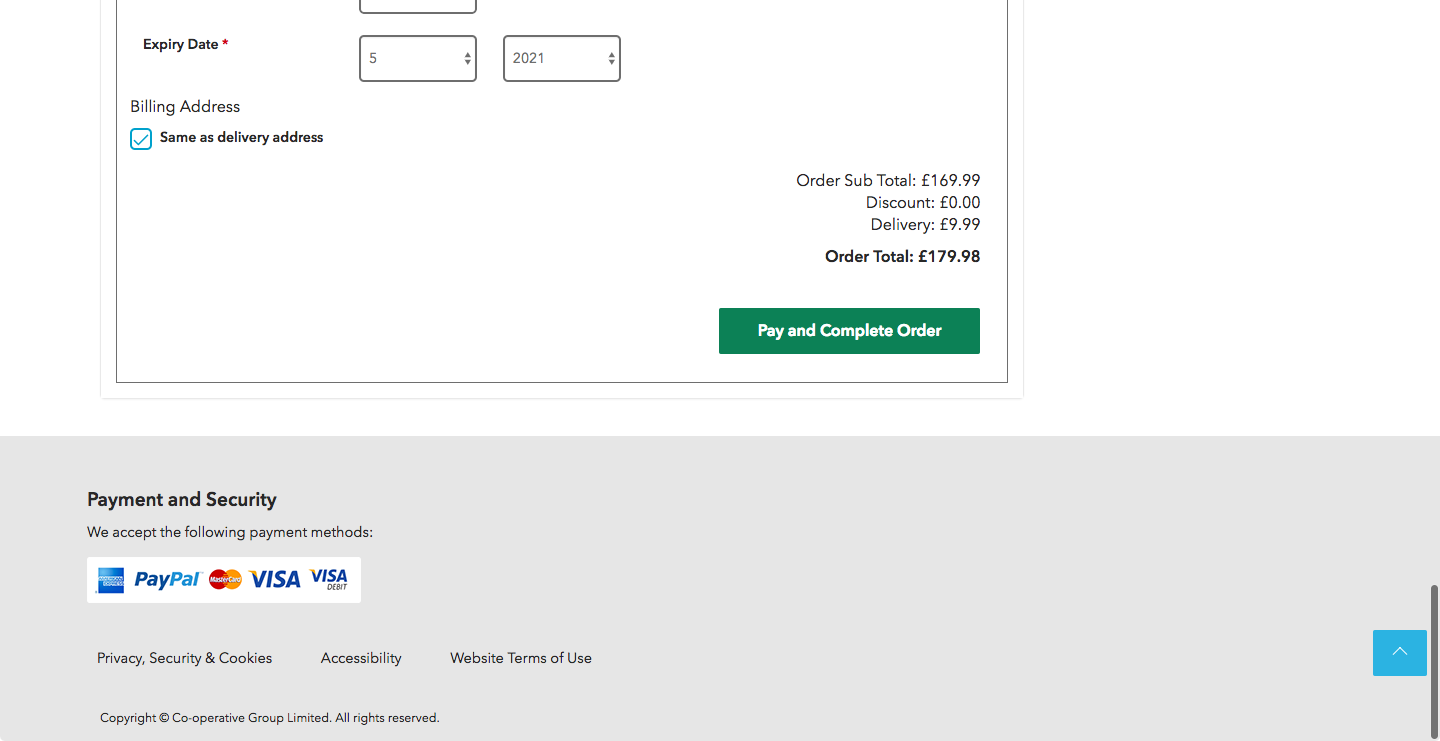 Expiry Date *
5
2021
Billing Address
Same as delivery address
Order Sub Total: £169.99
Discount: £0.00
Delivery: £9.99
Order Total: £179.98
Pay and Complete Order
Payment and Security
We accept the following payment methods:
AMERICAN EXPRESS PayPal MasterCard VISA VISA DEBIT
Privacy, Security & Cookies Accessibility Website Terms of Use
Copyright © Co-operative Group Limited. All rights reserved.